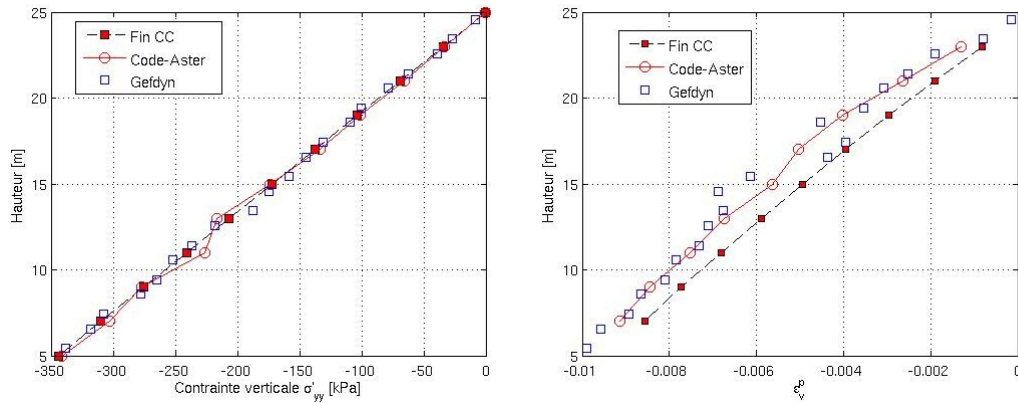 25
20
15
10
5
Hauteur [m]
Fin CC
Code-Aster
Gefdyn
-350 -300 -250 -200 -150 -100 -50 0
Contrainte verticale σ'yy [kPa]
25
20
15
10
5
Hauteur [m]
Fin CC
Code-Aster
Gefdyn
-0.01 -0.008 -0.006 -0.004 -0.002 0
εvp